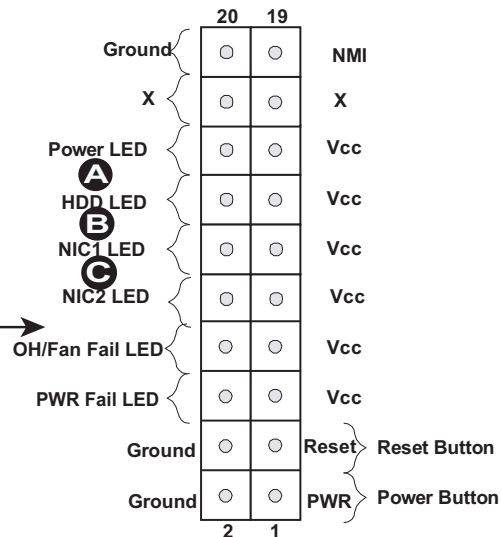 20 19
Ground NMI
X X
Power LED Vcc
A
HDD LED Vcc
B
NIC1 LED Vcc
C
NIC2 LED Vcc
OH/Fan Fail LED Vcc
PWR Fail LED Vcc
Ground Reset Reset Button
Ground PWR Power Button
2 1